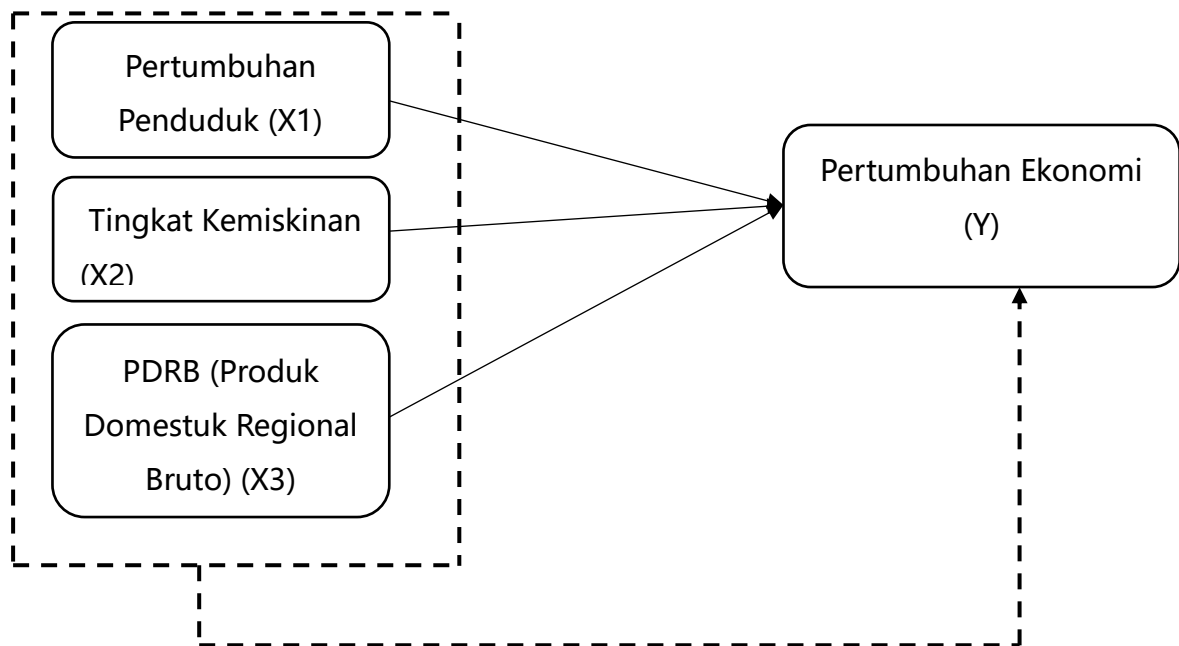 Pertumbuhan
Penduduk (X1)
Tingkat Kemiskinan
(X2)
PDRB (Produk
Domestuk Regional
Bruto) (X3)
Pertumbuhan Ekonomi
(Y)